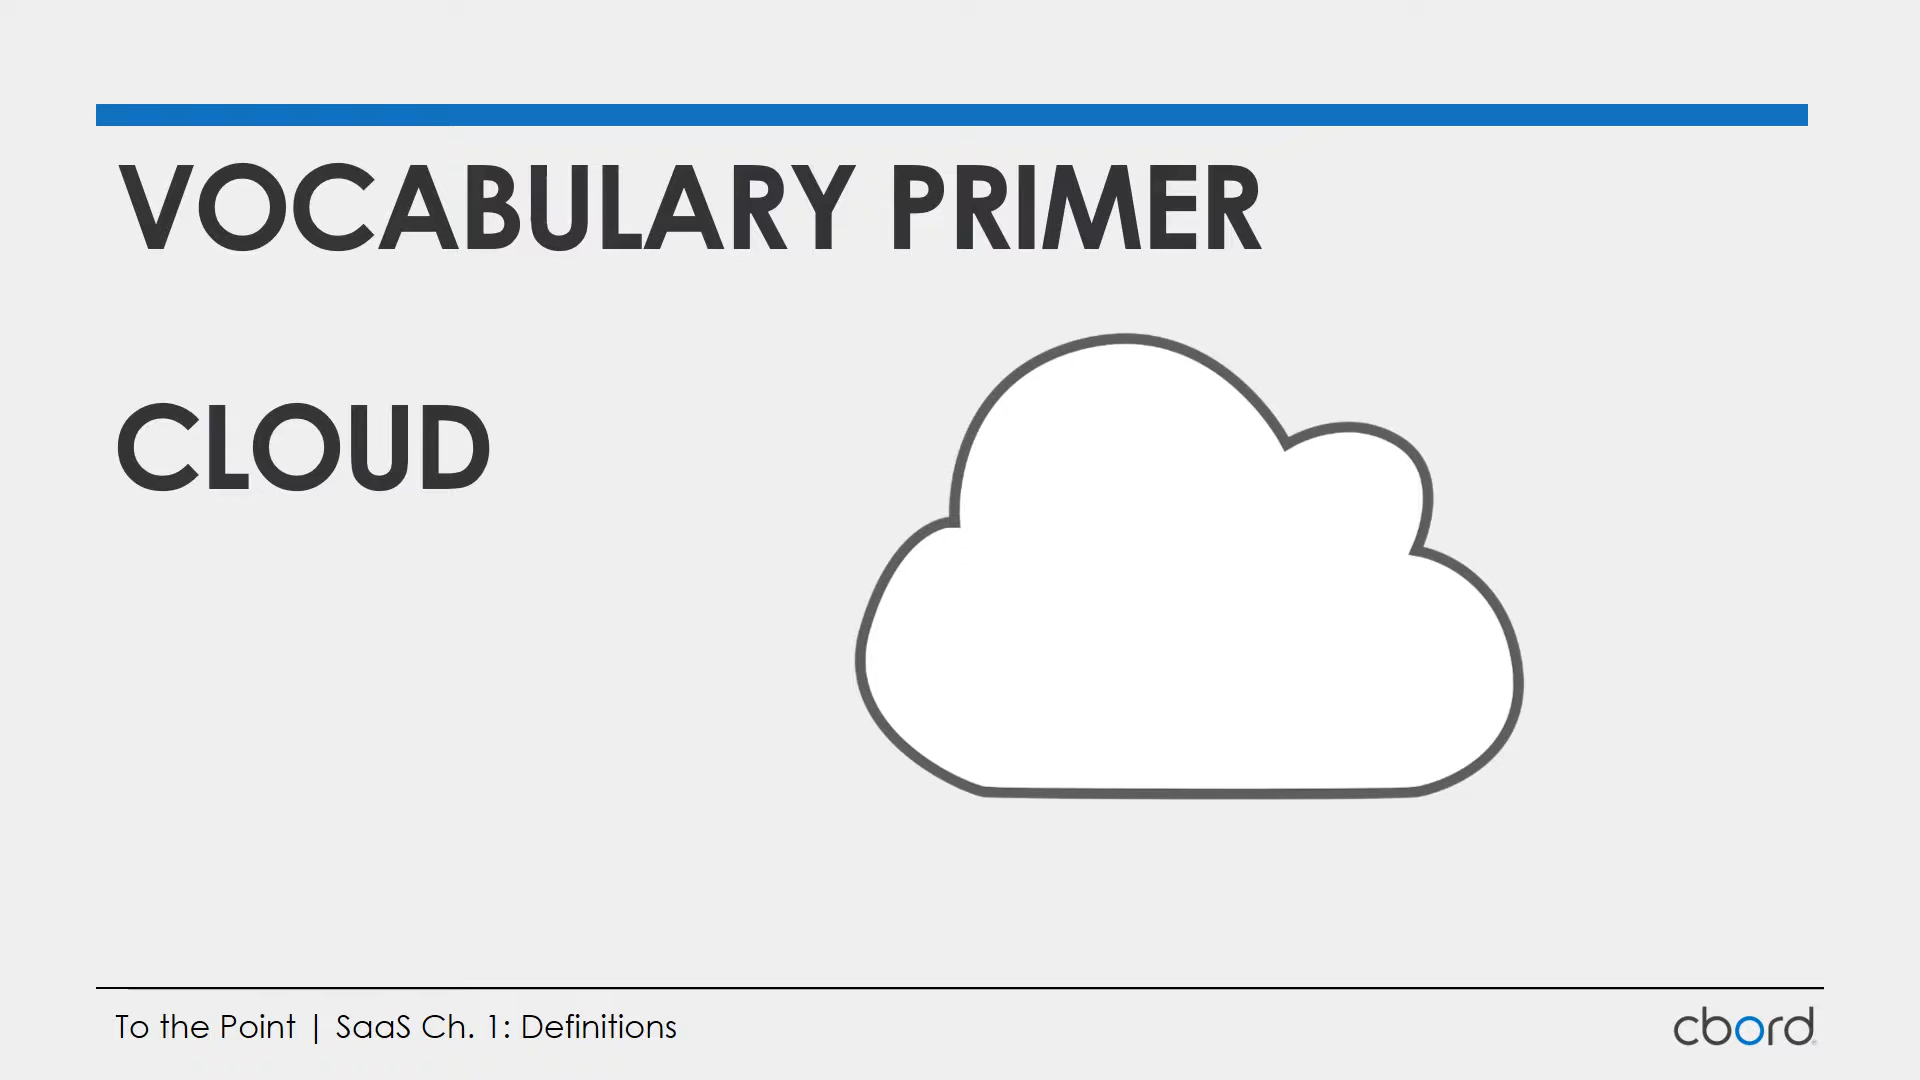 VOCABULARY PRIMER
CLOUD
To the Point | SaaS Ch. 1: Definitions
cbord